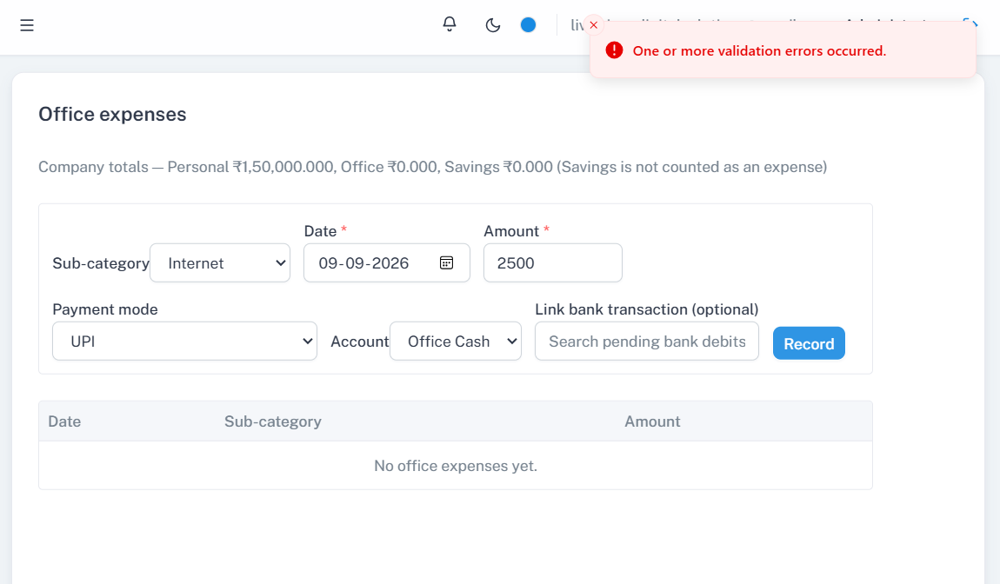 One or more validation errors occurred.
Office expenses
Company totals — Personal ₹1,50,000.000, Office ₹0.000, Savings ₹0.000 (Savings is not counted as an expense)
Date *
Amount *
Sub-category
Internet
09-09-2026
2500
Payment mode
Link bank transaction (optional)
UPI
Account
Office Cash
Search pending bank debits
Record
Date Sub-category Amount
No office expenses yet.